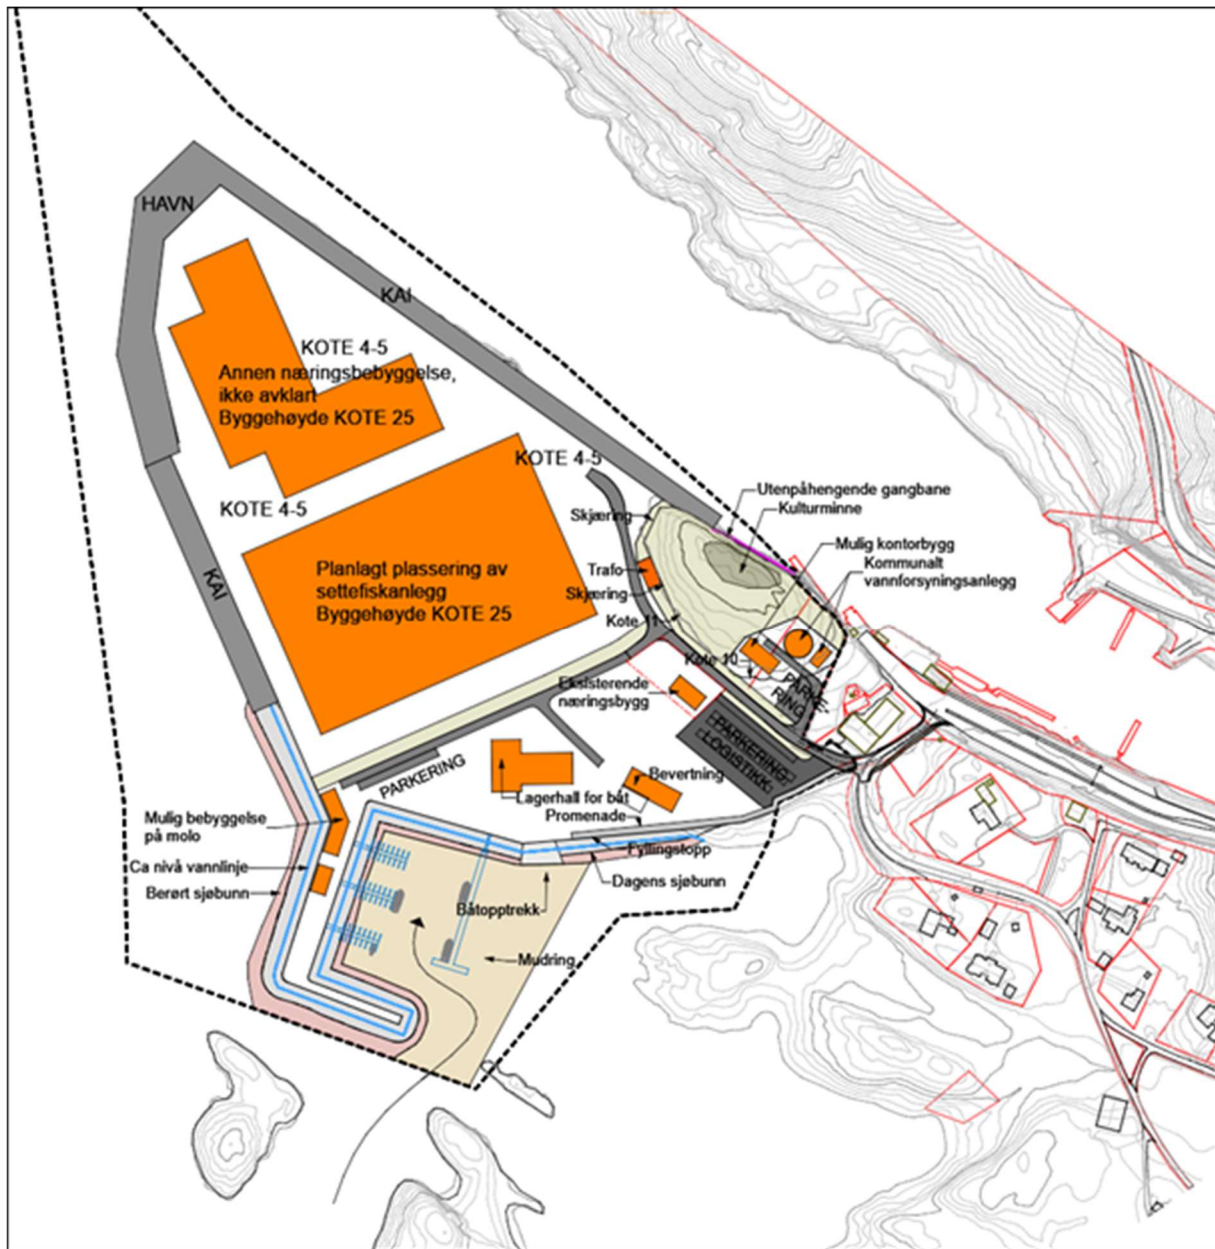 HAVN
KAI
KOTE 4-5
Annen næringsbebyggelse,
ikke avklart
Byggehøyde KOTE 25
KOTE 4-5
KOTE 4-5
Utenpåhengende gangbane
Kulturminne
Skjæring
Mulig kontorbygg
Kommunalt
vannforsyningsanlegg
KAI
Planlagt plassering av
settefiskanlegg
Byggehøyde KOTE 25
Trafo
Skjæring
Kote 11
Kote 10
PARKE-
RING
Eksisterende
næringsbygg
PARKERING
LOGISTIKK
PARKERING
Bevertning
Lagerhall for båt
Promenade
Mulig bebyggelse
på molo
Fyllingstopp
Ca nivå vannlinje
Dagens sjøbunn
Berørt sjøbunn
Båtopptrekk
Mudring